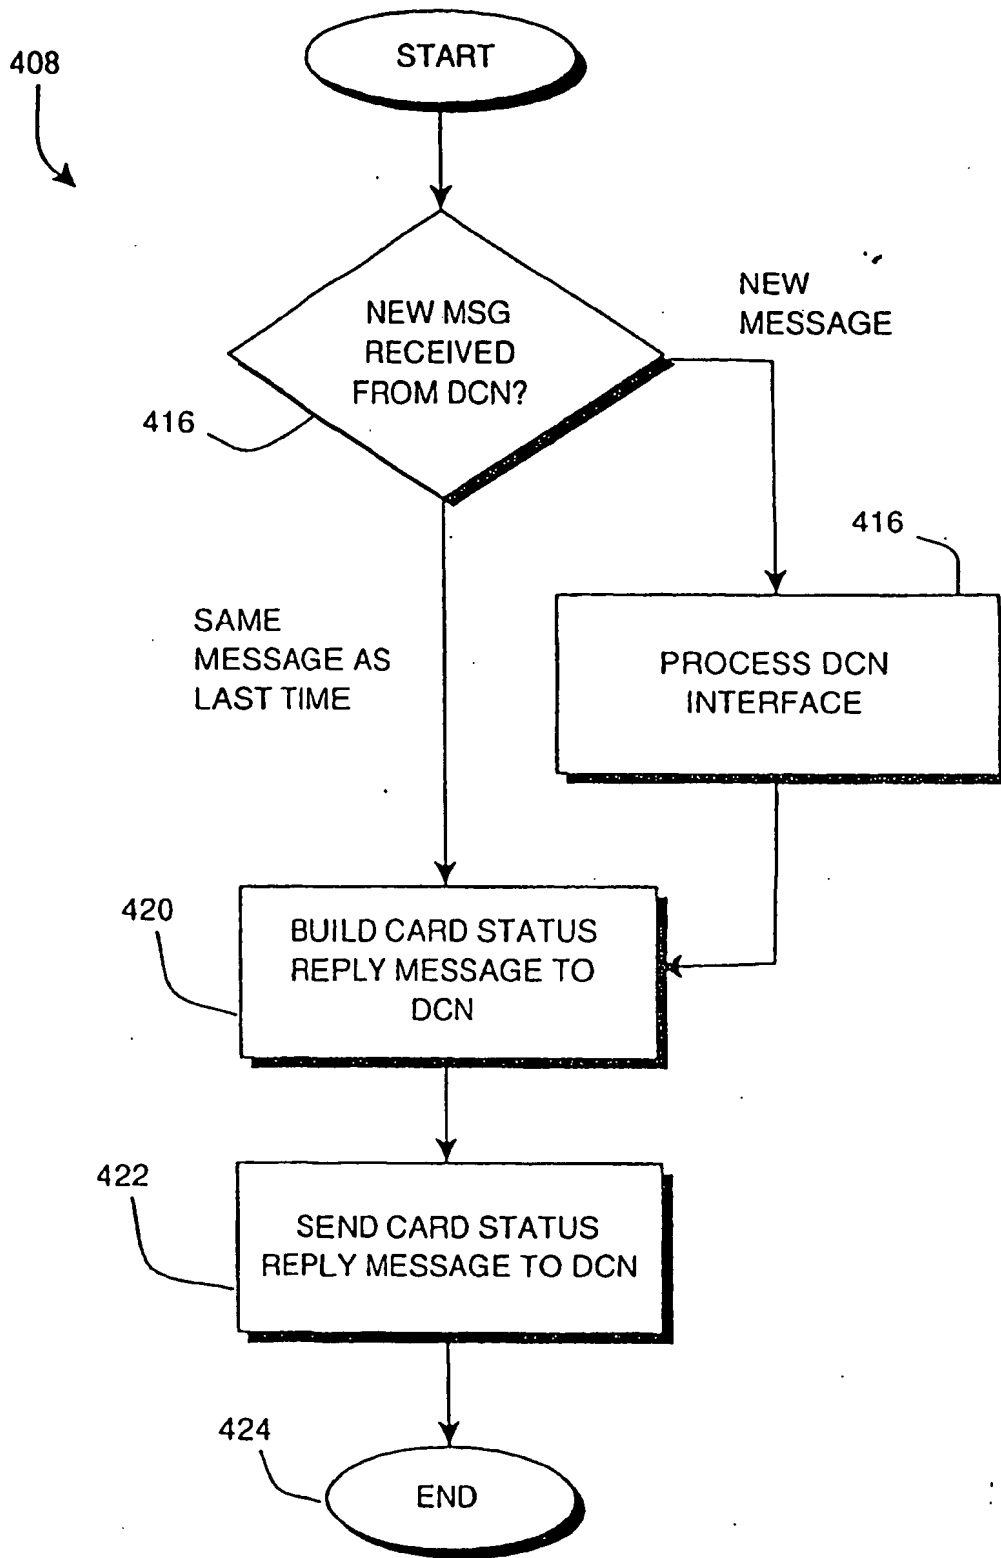 START
408
NEW MSG
RECEIVED
FROM DCN?
NEW
MESSAGE
416
416
SAME
MESSAGE AS
LAST TIME
PROCESS DCN
INTERFACE
420
BUILD CARD STATUS
REPLY MESSAGE TO
DCN
422
SEND CARD STATUS
REPLY MESSAGE TO DCN
424
END